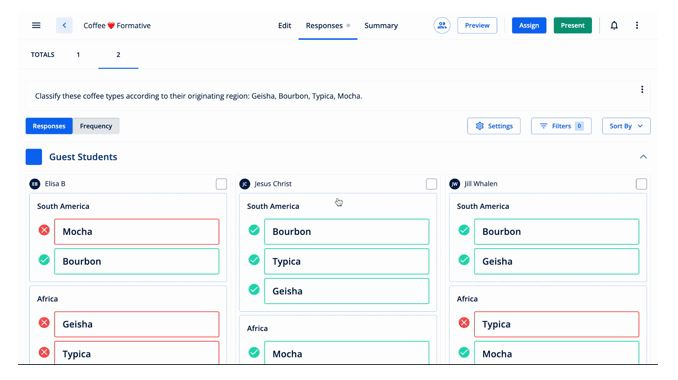 Coffee ❤️ Formative
Edit
Responses
Summary
Preview
Assign
Present
TOTALS 1 2
Classify these coffee types according to their originating region: Geisha, Bourbon, Typica, Mocha.
Responses
Frequency
Settings
Filters 0
Sort By
Guest Students
EB Elisa B
South America
Mocha
Bourbon
Africa
Geisha
Typica
JC Jesus Christ
South America
Bourbon
Typica
Geisha
Africa
Mocha
JW Jill Whalen
South America
Bourbon
Geisha
Africa
Typica
Mocha